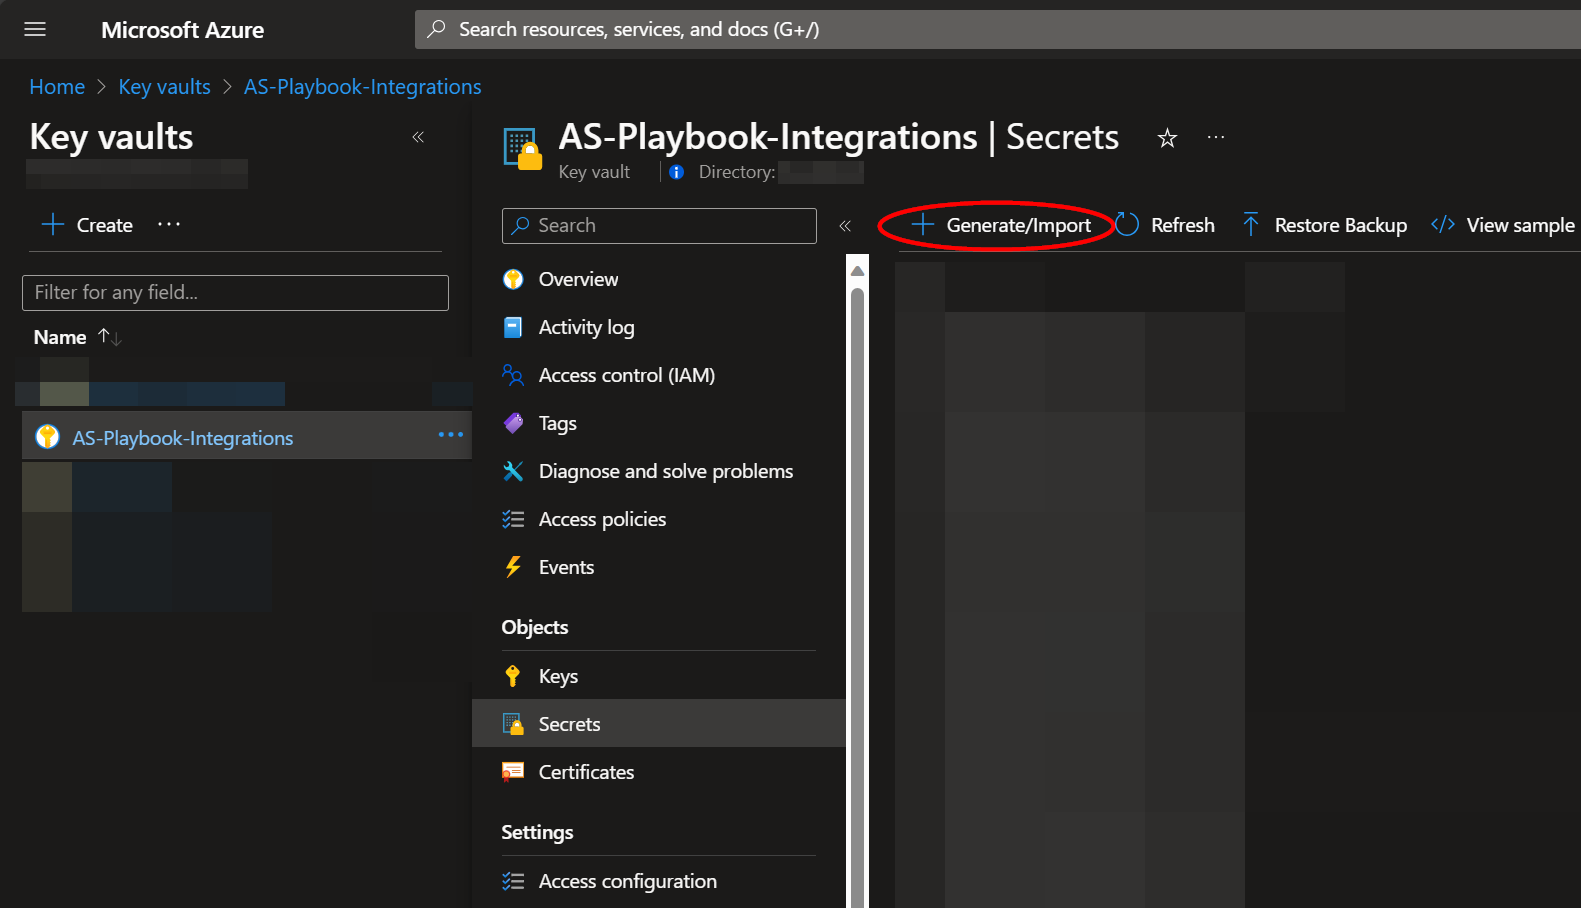 Microsoft Azure
Search resources, services, and docs (G+/)
Home > Key vaults > AS-Playbook-Integrations
Key vaults
«
AS-Playbook-Integrations | Secrets
...
Key vault
Directory:
Create ...
Search
«
Generate/Import
Refresh
Restore Backup
View sample
Filter for any field...
Name ↑↓
AS-Playbook-Integrations
...
Overview
Activity log
Access control (IAM)
Tags
Diagnose and solve problems
Access policies
Events
Objects
Keys
Secrets
Certificates
Settings
Access configuration